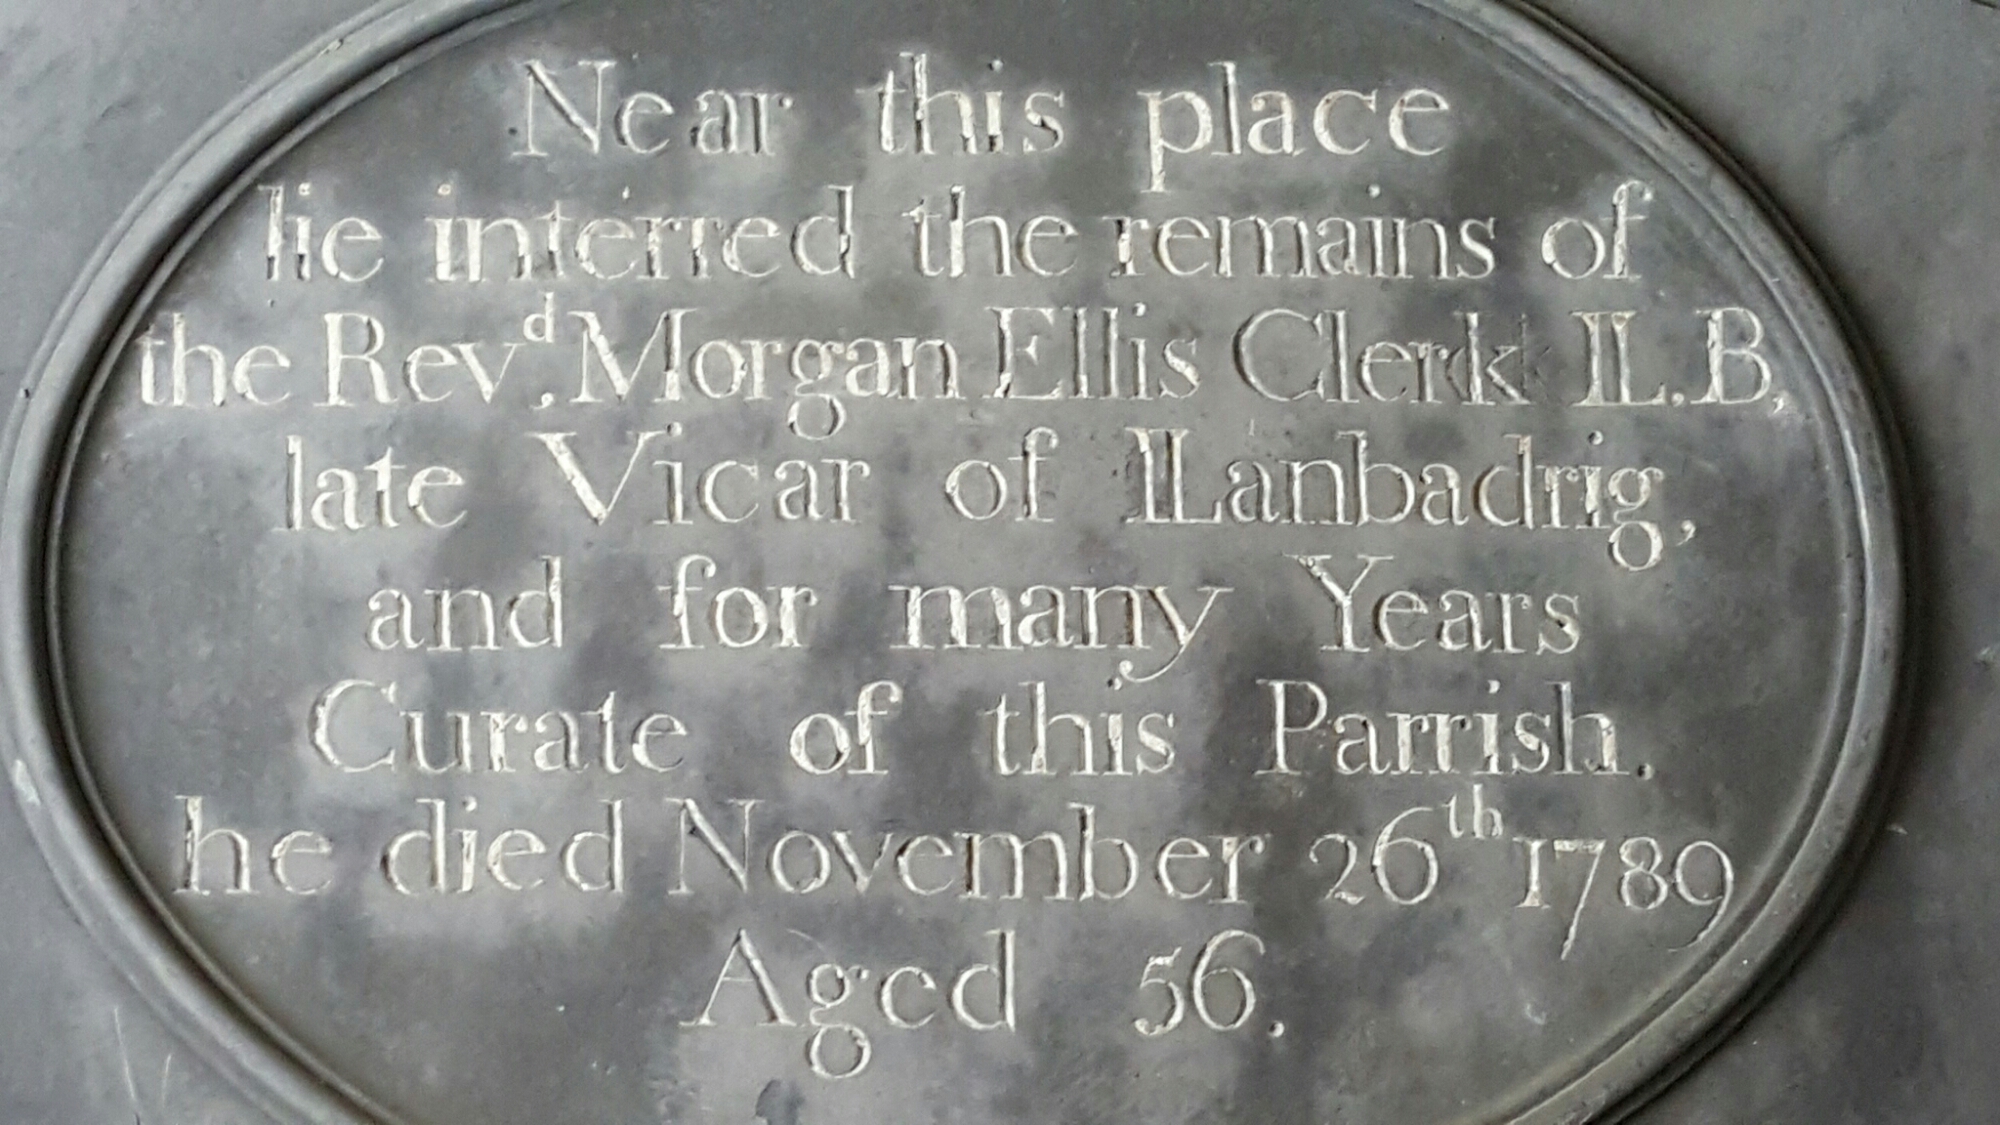 Near this place
lie interred the remains of
the Revd. Morgan Ellis Clerk LL.B,
late Vicar of LLanbadrig,
and for many Years
Curate of this Parrish.
he died November 26th 1789
Aged 56.